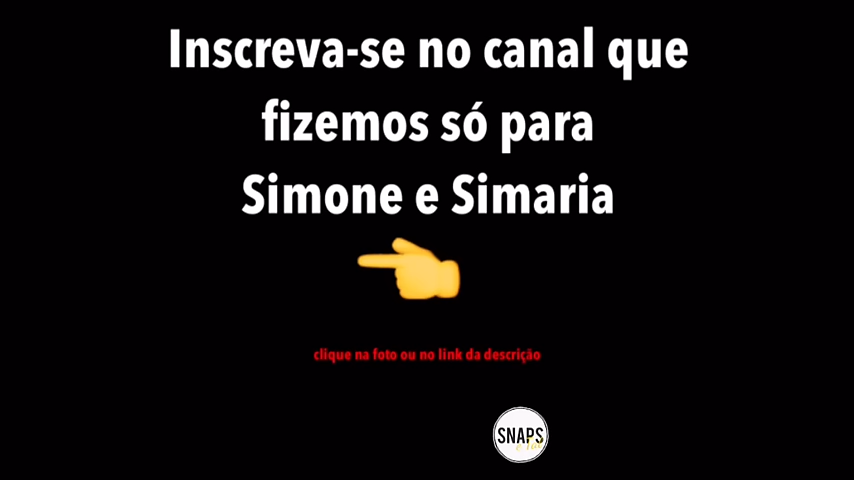 Inscreva-se no canal que
fizemos só para
Simone e Simaria
clique na foto ou no link da descrição
SNAPS